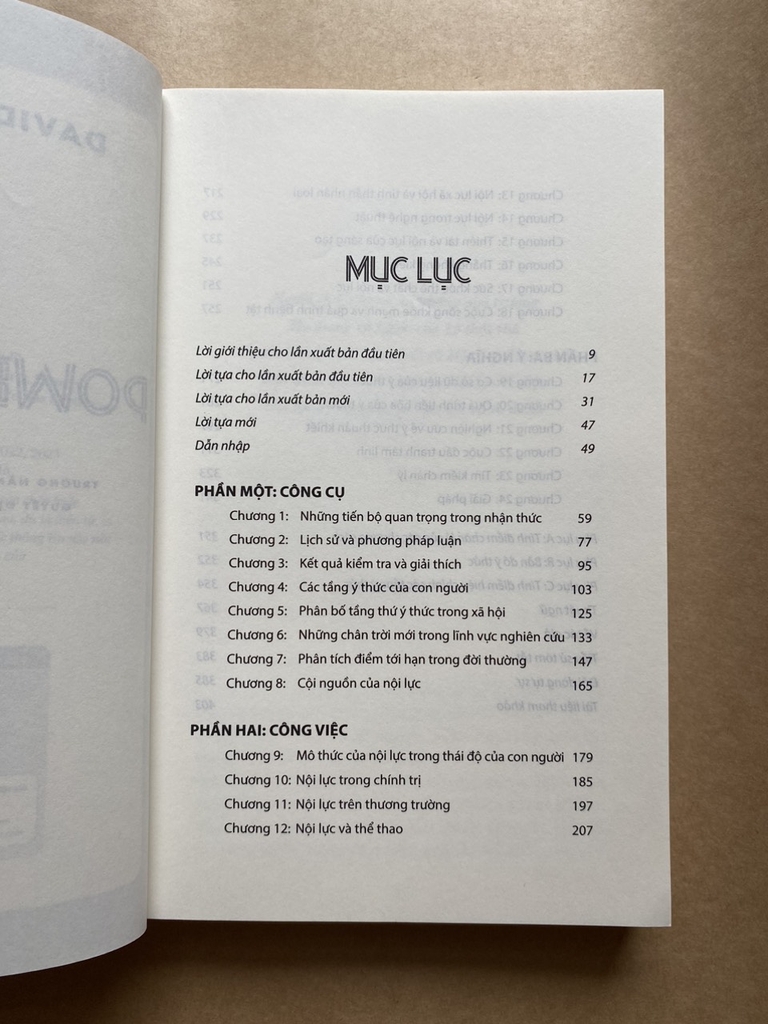 MỤC LỤC
Lời giới thiệu cho lần xuất bản đầu tiên 9
Lời tựa cho lần xuất bản đầu tiên 17
Lời tựa cho lần xuất bản mới 31
Lời tựa mới 47
Dẫn nhập 49
PHẦN MỘT: CÔNG CỤ
Chương 1: Những tiến bộ quan trọng trong nhận thức 59
Chương 2: Lịch sử và phương pháp luận 77
Chương 3: Kết quả kiểm tra và giải thích 95
Chương 4: Các tầng ý thức của con người 103
Chương 5: Phân bố tầng thứ ý thức trong xã hội 125
Chương 6: Những chân trời mới trong lĩnh vực nghiên cứu 133
Chương 7: Phân tích điểm tới hạn trong đời thường 147
Chương 8: Cội nguồn của nội lực 165
PHẦN HAI: CÔNG VIỆC
Chương 9: Mô thức của nội lực trong thái độ của con người 179
Chương 10: Nội lực trong chính trị 185
Chương 11: Nội lực trên thương trường 197
Chương 12: Nội lực và thể thao 207